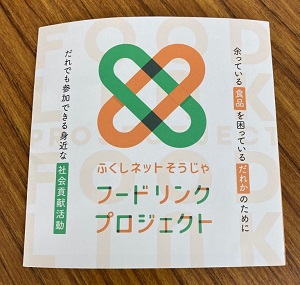 余っている食品を困っているだれかのために
だれでも参加できる身近な社会貢献活動
ふくしネットそうじゃ
フードリンク
プロジェクト